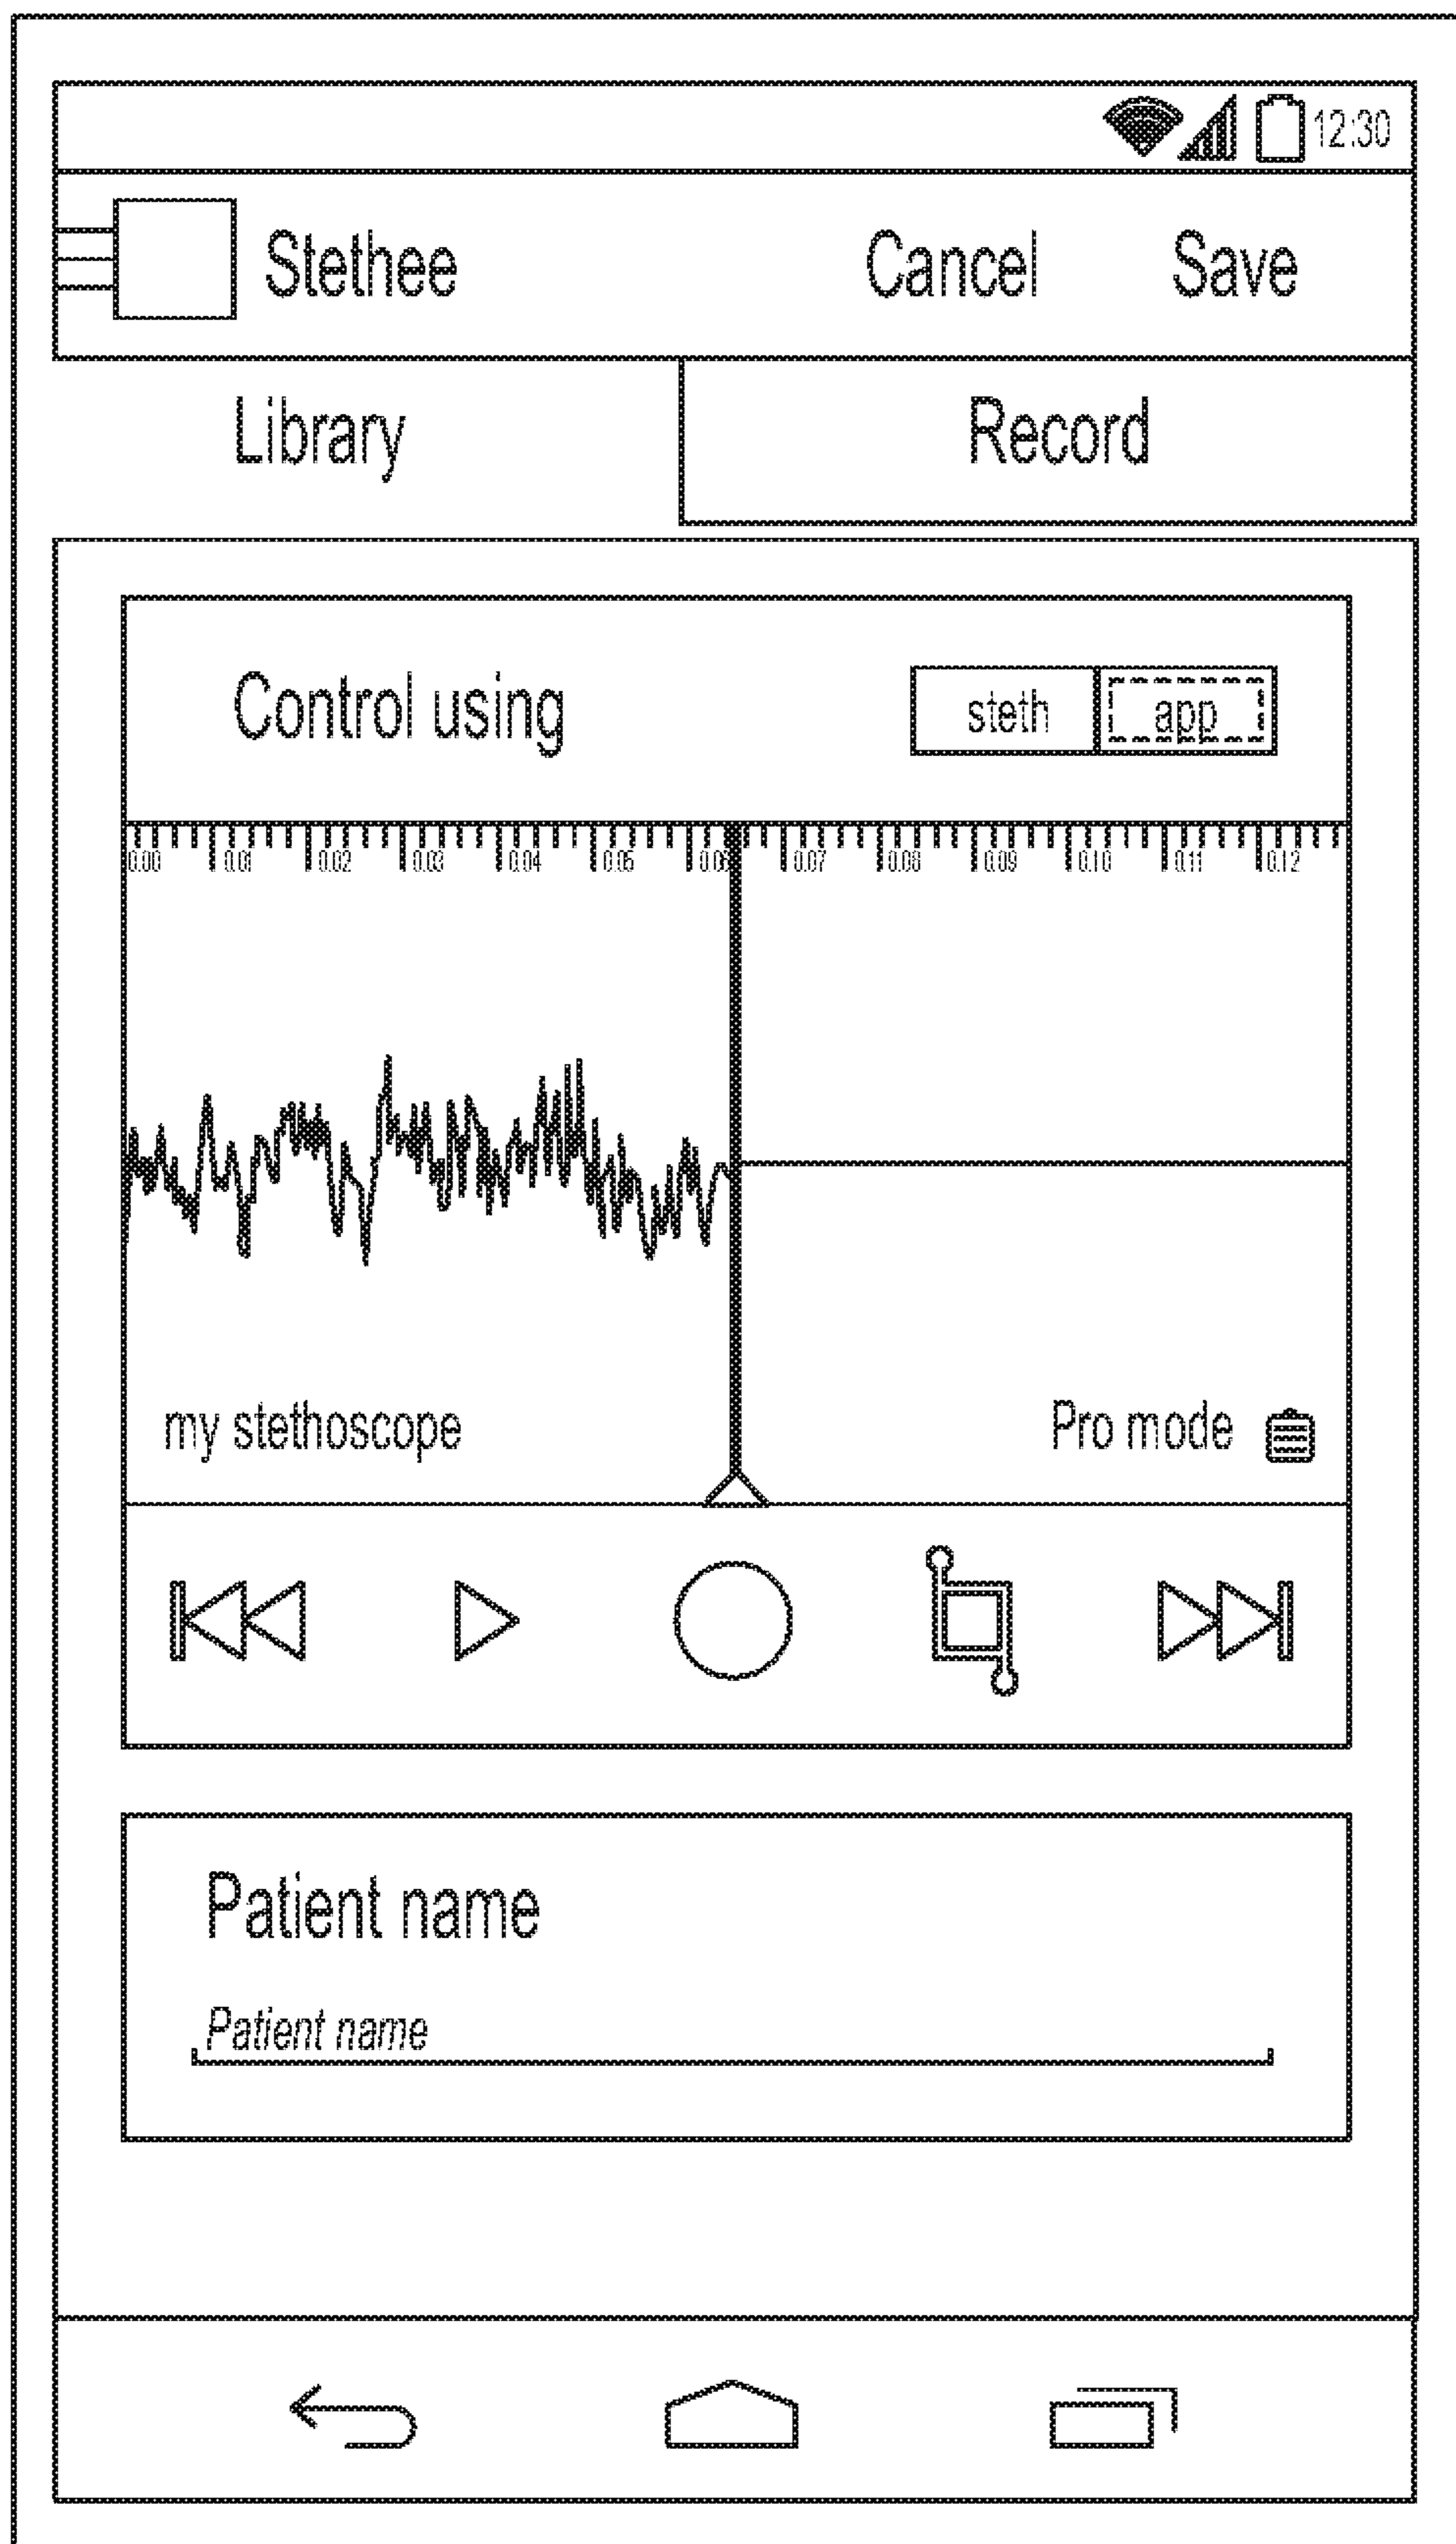 12:30
Stethee Cancel Save
Library Record
Control using steth app
0.00 0.01 0.02 0.03 0.04 0.05 0.06 0.07 0.08 0.09 0.10 0.11 0.12
my stethoscope Pro mode
Patient name
Patient name